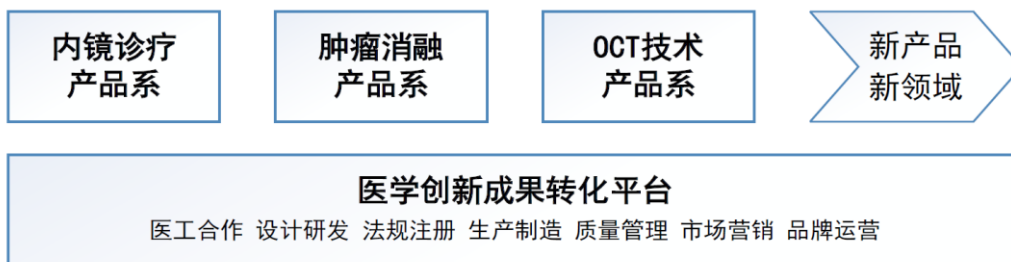 内镜诊疗
产品系
肿瘤消融
产品系
OCT技术
产品系
新产品
新领域
医学创新成果转化平台
医工合作 设计研发 法规注册 生产制造 质量管理 市场营销 品牌运营